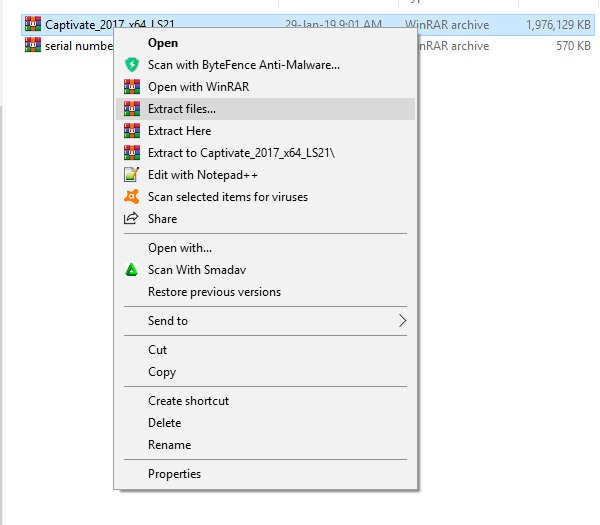 Captivate_2017_x64_LS21 29-Jan-19 9:01 AM WinRAR archive 1,976,129 KB
serial numbe WinRAR archive 570 KB
Open
Scan with ByteFence Anti-Malware...
Open with WinRAR
Extract files...
Extract Here
Extract to Captivate_2017_x64_LS21\
Edit with Notepad++
Scan selected items for viruses
Share
Open with...
Scan With Smadav
Restore previous versions
Send to
Cut
Copy
Create shortcut
Delete
Rename
Properties